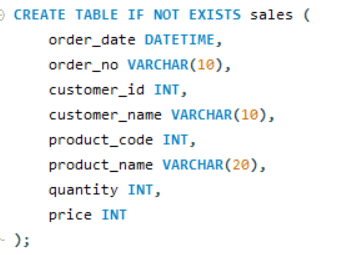 CREATE TABLE IF NOT EXISTS sales (
order_date DATETIME,
order_no VARCHAR(10),
customer_id INT,
customer_name VARCHAR(10),
product_code INT,
product_name VARCHAR(20),
quantity INT,
price INT
);